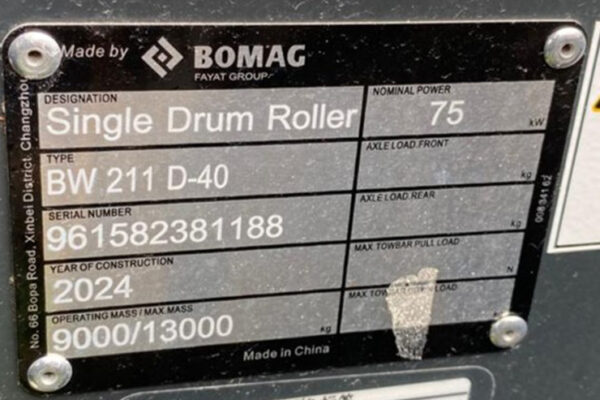 Made by BOMAG
FAYAT GROUP
DESIGNATION
Single Drum Roller
NOMINAL POWER
75 kW
TYPE
BW 211 D-40
AXLE LOAD.FRONT
kg
SERIAL NUMBER
961582381188
AXLE LOAD.REAR
kg
YEAR OF CONSTRUCTION
2024
MAX.TOWBAR PULL LOAD
N
OPERATING MASS / MAX.MASS
9000/13000 kg
MAX.TOWBAR LOAD
kg
Made in China
No. 66 Bopa Road, Xinbei District, Changzhou